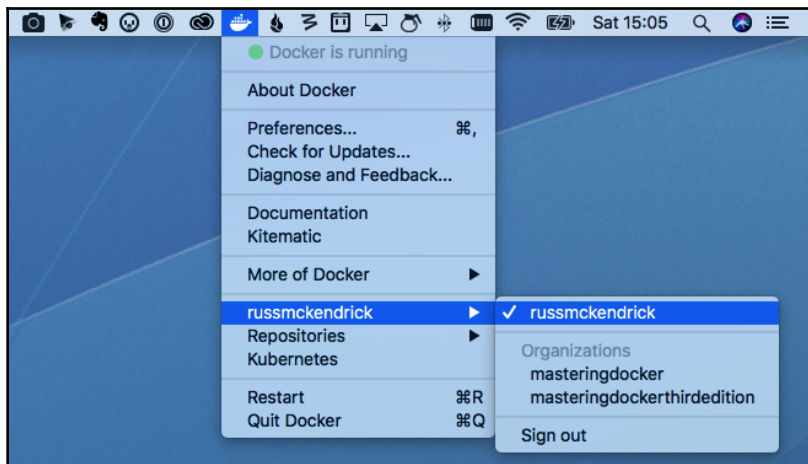 Sat 15:05
Docker is running
About Docker
Preferences... ⌘,
Check for Updates...
Diagnose and Feedback...
Documentation
Kitematic
More of Docker
russmckendrick
Repositories
Kubernetes
Restart ⌘R
Quit Docker ⌘Q
✓ russmckendrick
Organizations
masteringdocker
masteringdockerthirdedition
Sign out